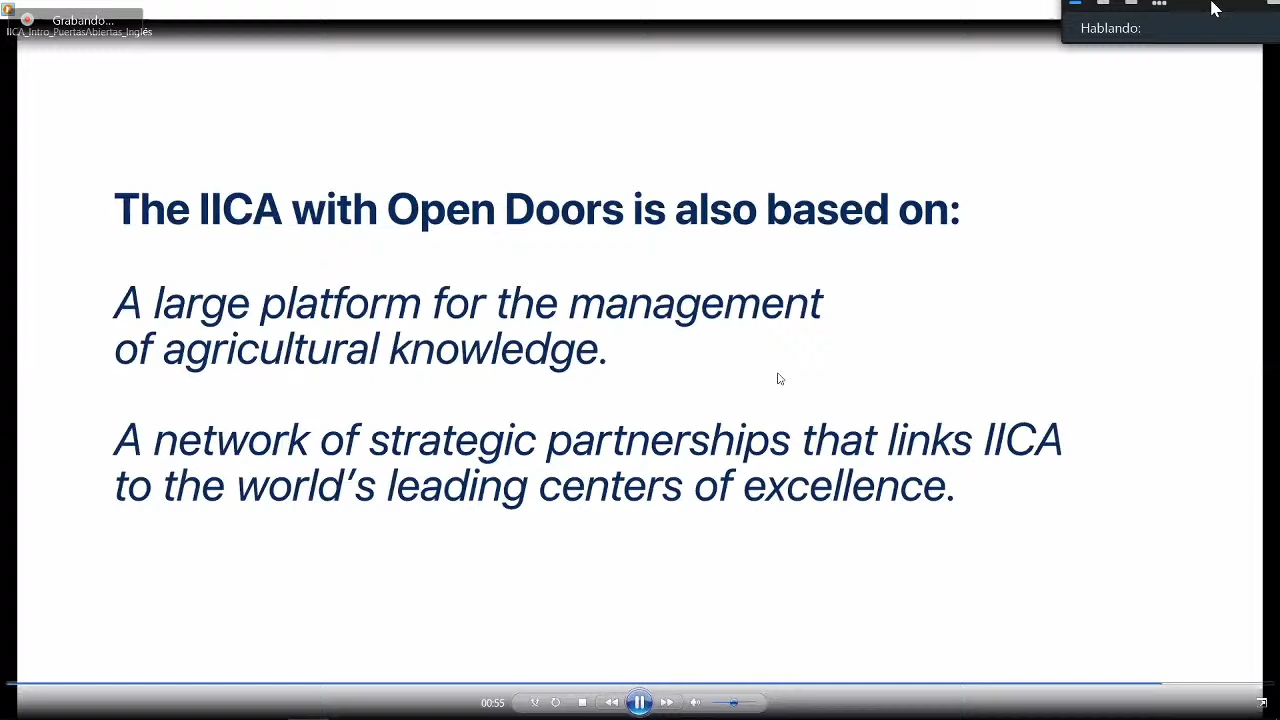 Grabando...
IICA_Intro_PuertasAbiertas_Inglés
Hablando:
The IICA with Open Doors is also based on:
A large platform for the management
of agricultural knowledge.
A network of strategic partnerships that links IICA
to the world’s leading centers of excellence.
00:55